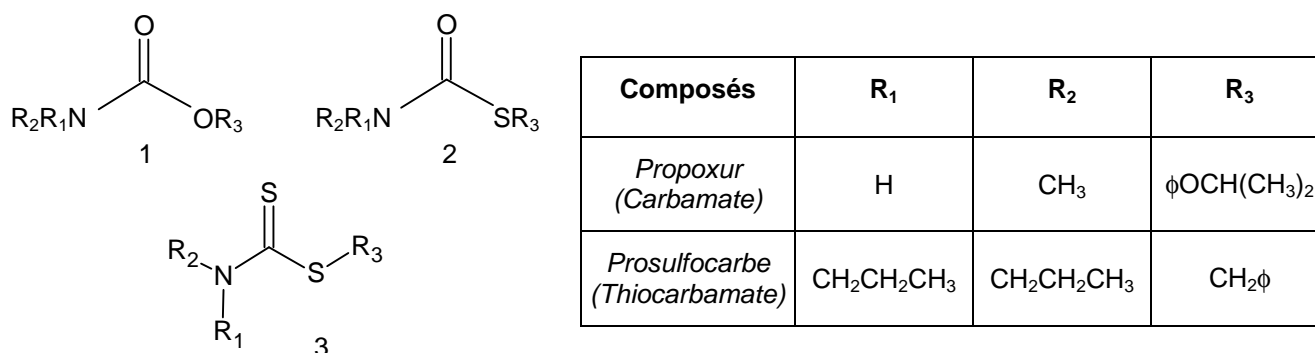 O
R₂R₁N
OR₃
1
O
R₂R₁N
SR₃
2
S
R₂
N
S
R₃
R₁
3
Composés R₁ R₂ R₃
Propoxur
(Carbamate) H CH₃ ϕOCH(CH₃)₂
Prosulfocarbe
(Thiocarbamate) CH₂CH₂CH₃ CH₂CH₂CH₃ CH₂ϕ